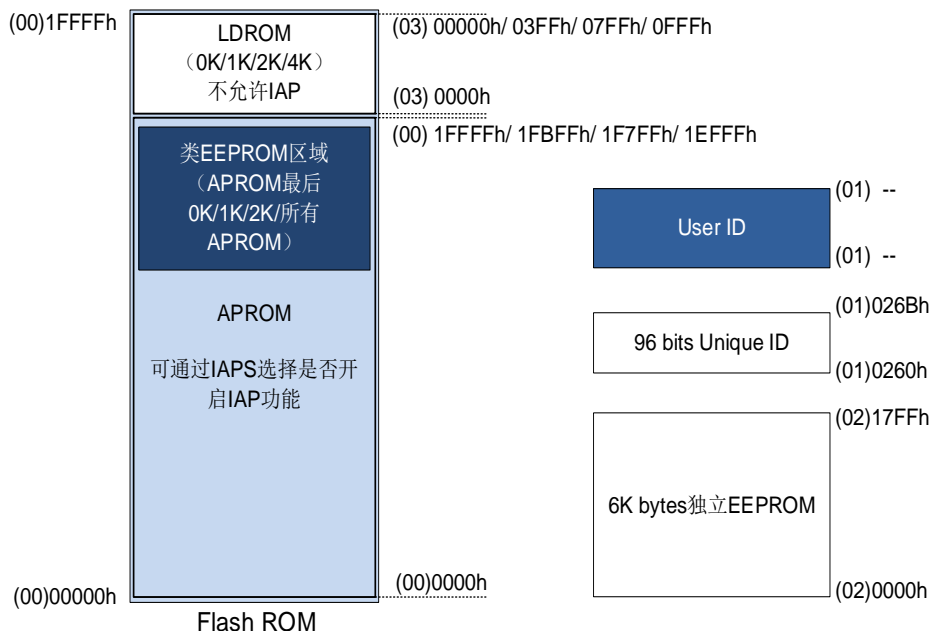 (00)1FFFFh
LDROM
（0K/1K/2K/4K）
不允许IAP
(03) 00000h/ 03FFh/ 07FFh/ 0FFFh
(03) 0000h
(00) 1FFFFh/ 1FBFFh/ 1F7FFh/ 1EFFFh
类EEPROM区域
（APROM最后
0K/1K/2K/所有
APROM）
APROM
可通过IAPS选择是否开
启IAP功能
(00)00000h
(00)0000h
Flash ROM
(01) --
User ID
(01) --
(01)026Bh
96 bits Unique ID
(01)0260h
(02)17FFh
6K bytes独立EEPROM
(02)0000h